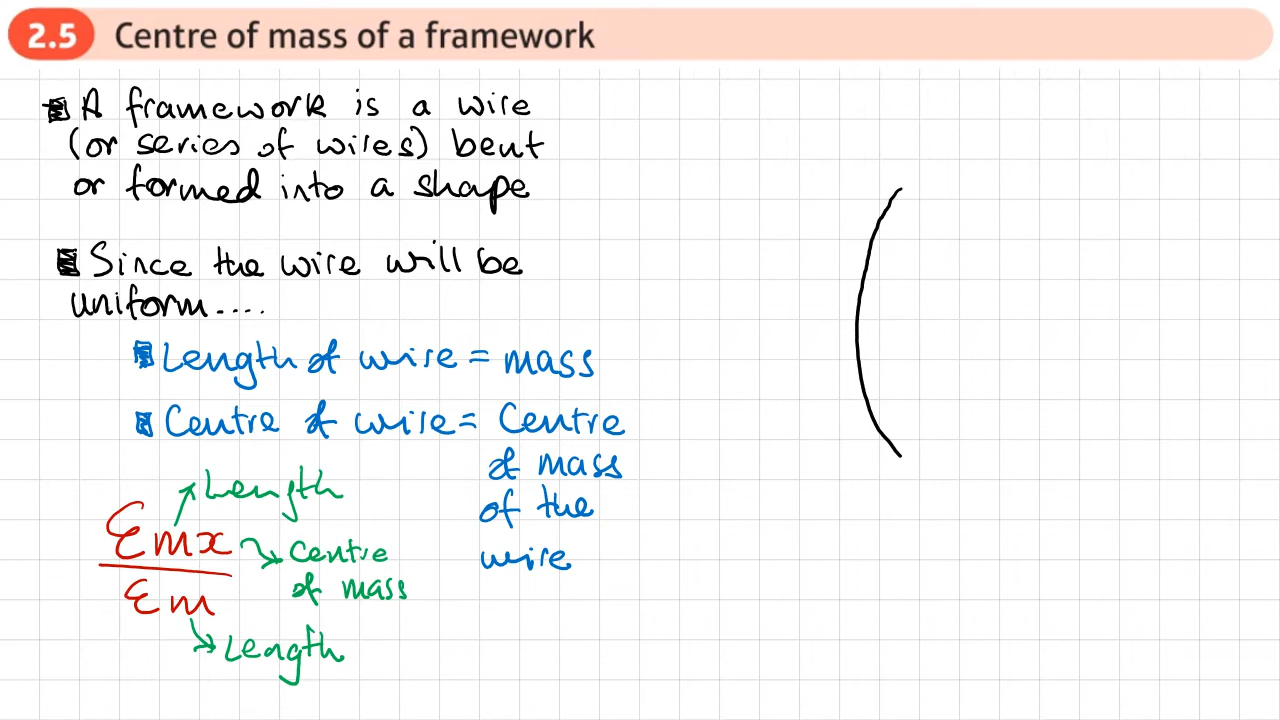 2.5 Centre of mass of a framework
A framework is a wire
(or series of wires) bent
or formed into a shape
Since the wire will be
uniform....
Length of wire = mass
Centre of wire = Centre
of mass
of the
wire
Length
Σmx
Centre
of mass
Σm
Length